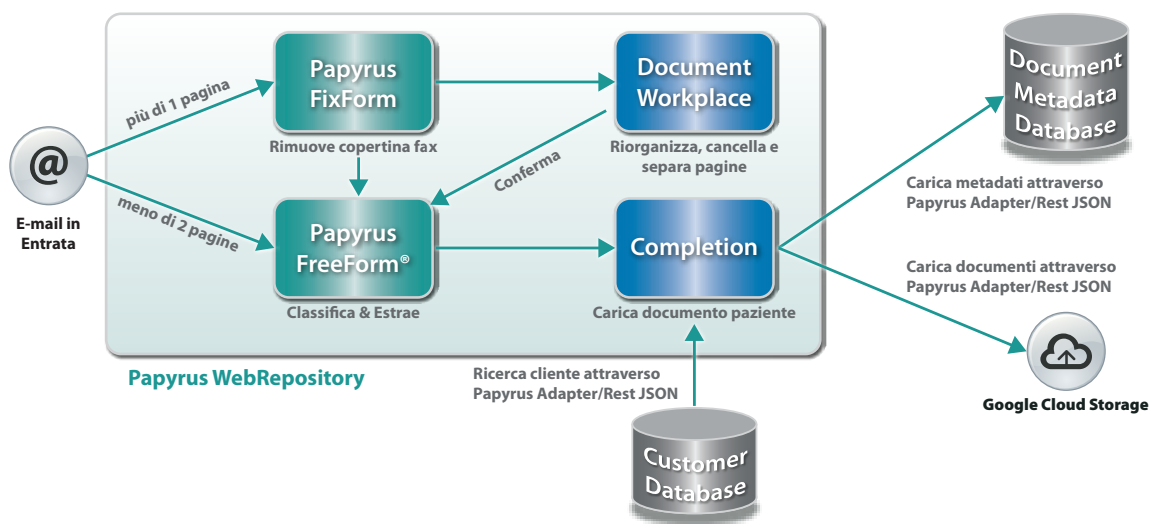 più di 1 pagina
meno di 2 pagine
@
E-mail in
Entrata
Papyrus
FixForm
Rimuove copertina fax
Document
Workplace
Riorganizza, cancella e
separa pagine
Conferma
Papyrus
FreeForm®
Classifica & Estrae
Completion
Carica documento paziente
Papyrus WebRepository
Ricerca cliente attraverso
Papyrus Adapter/Rest JSON
Customer
Database
Document
Metadata
Database
Carica metadati attraverso
Papyrus Adapter/Rest JSON
Carica documenti attraverso
Papyrus Adapter/Rest JSON
Google Cloud Storage